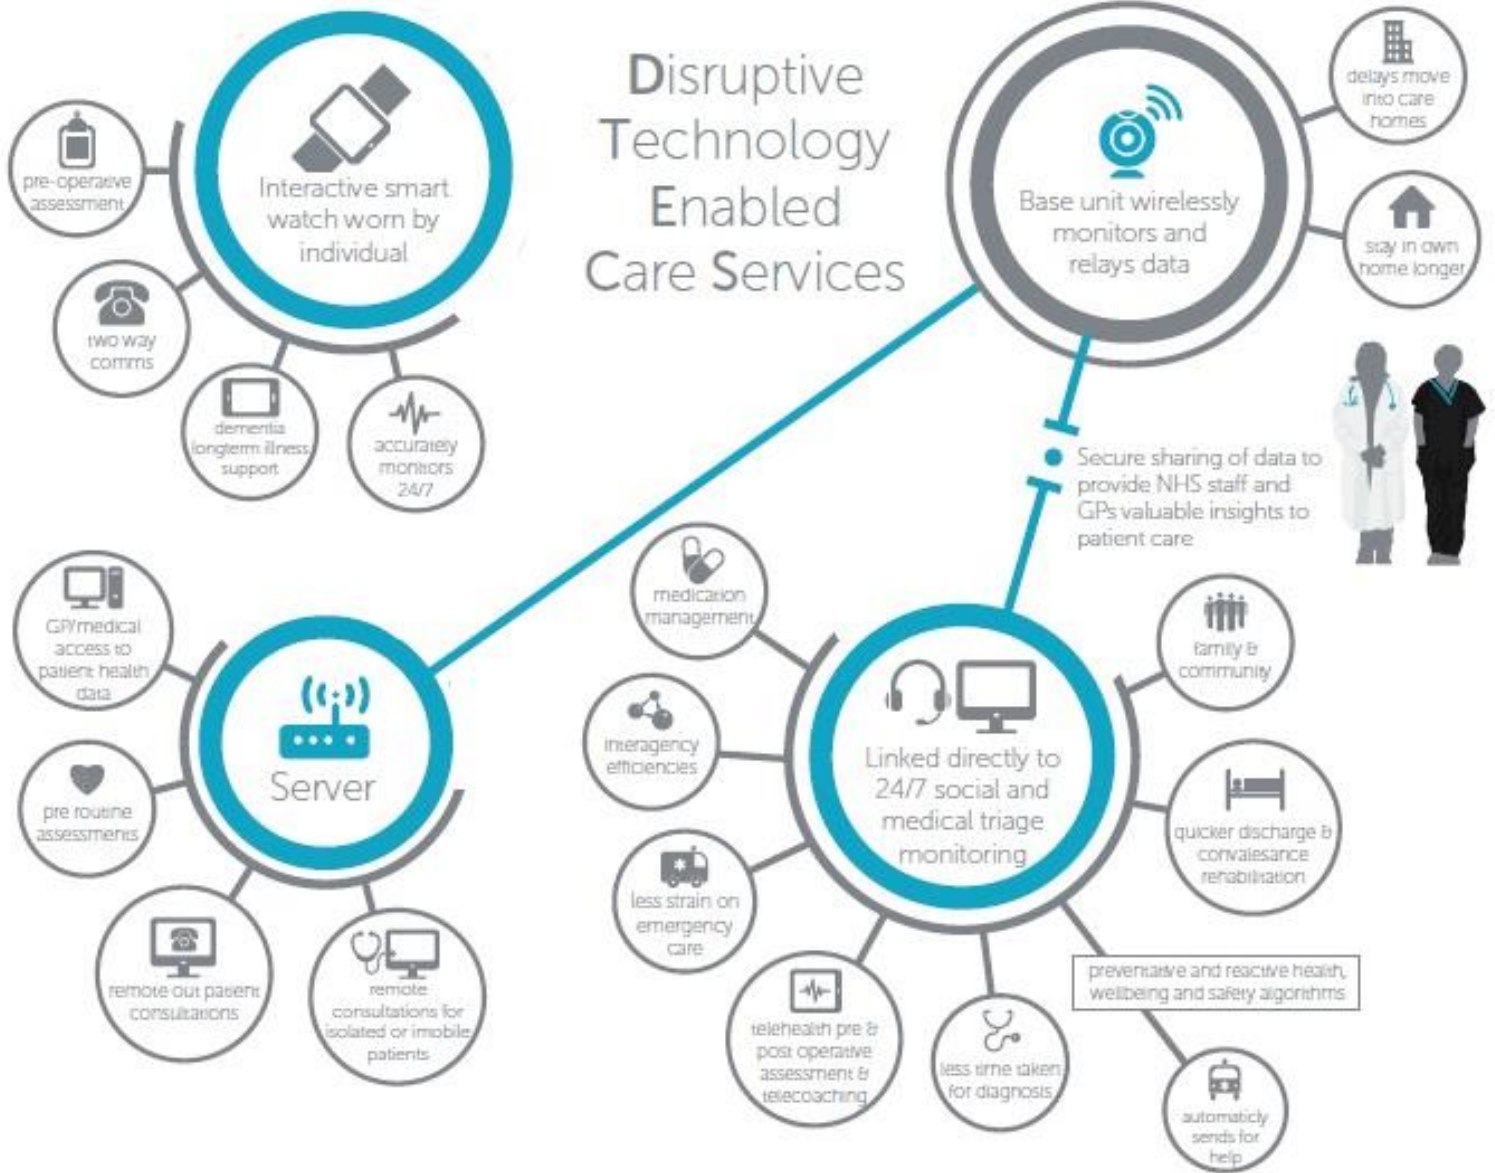 Disruptive
Technology
Enabled
Care Services
Interactive smart
watch worn by
individual
pre-operative
assessment
two way
comms
dementia
longterm illness
support
accurately
monitors
24/7
Base unit wirelessly
monitors and
relays data
delays move
into care
homes
stay in own
home longer
Secure sharing of data to
provide NHS staff and
GPs valuable insights to
patient care
Server
GP/medical
access to
patient health
data
pre routine
assessments
remote out patient
consultations
remote
consultations for
isolated or imobile
patients
Linked directly to
24/7 social and
medical triage
monitoring
medication
management
interagency
efficiencies
less strain on
emergency
care
telehealth pre &
post operative
assessment &
telecoaching
less time taken
for diagnosis
family &
community
quicker discharge &
convalesance
rehabilitation
preventative and reactive health,
wellbeing and safety algorithms
automaticly
sends for
help